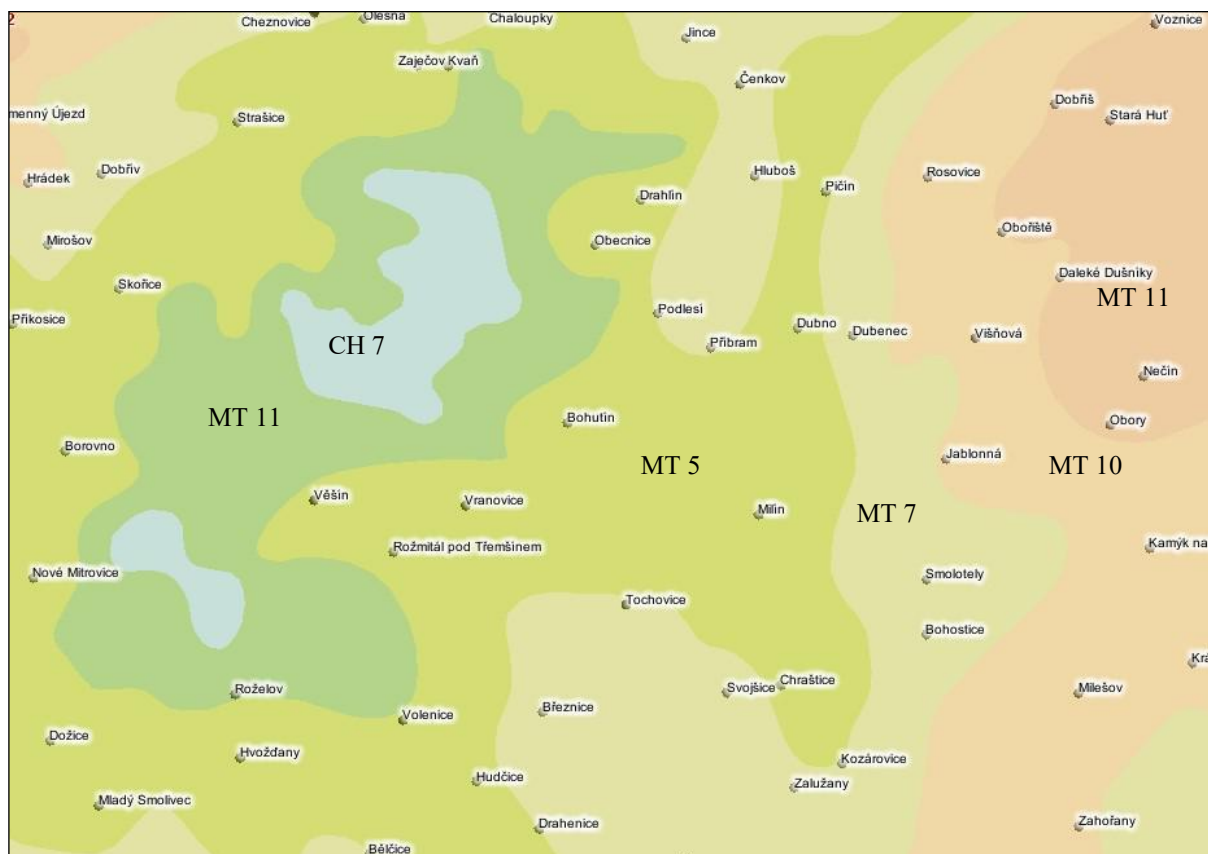 2
Cheznovice
Olešná
Chaloupky
Jince
Voznice
Zaječov Kvaň
Čenkov
Dobřiš
Stará Huť
menný Újezd
Strašice
Hrádek
Dobřív
Hluboš
Pičín
Rosovice
Drahlín
Mirošov
Obecnice
Obořiště
Skořice
Daleké Dušníky
MT 11
Příkosice
Podlesí
Dubno
Dubenec
Višňová
CH 7
Příbram
Nečín
MT 11
Bohutín
Obory
Borovno
MT 5
Jablonná
MT 10
Věšín
Vranovice
Milín
MT 7
Rožmitál pod Třemšínem
Kamýk na
Nové Mitrovice
Smolotely
Tochovice
Bohostice
Krá
Roželov
Svojšice
Chraštice
Milešov
Volenice
Březnice
Dožice
Hvožďany
Kozárovice
Hudčice
Zalužany
Mladý Smolivec
Drahenice
Zahořany
Bělčice